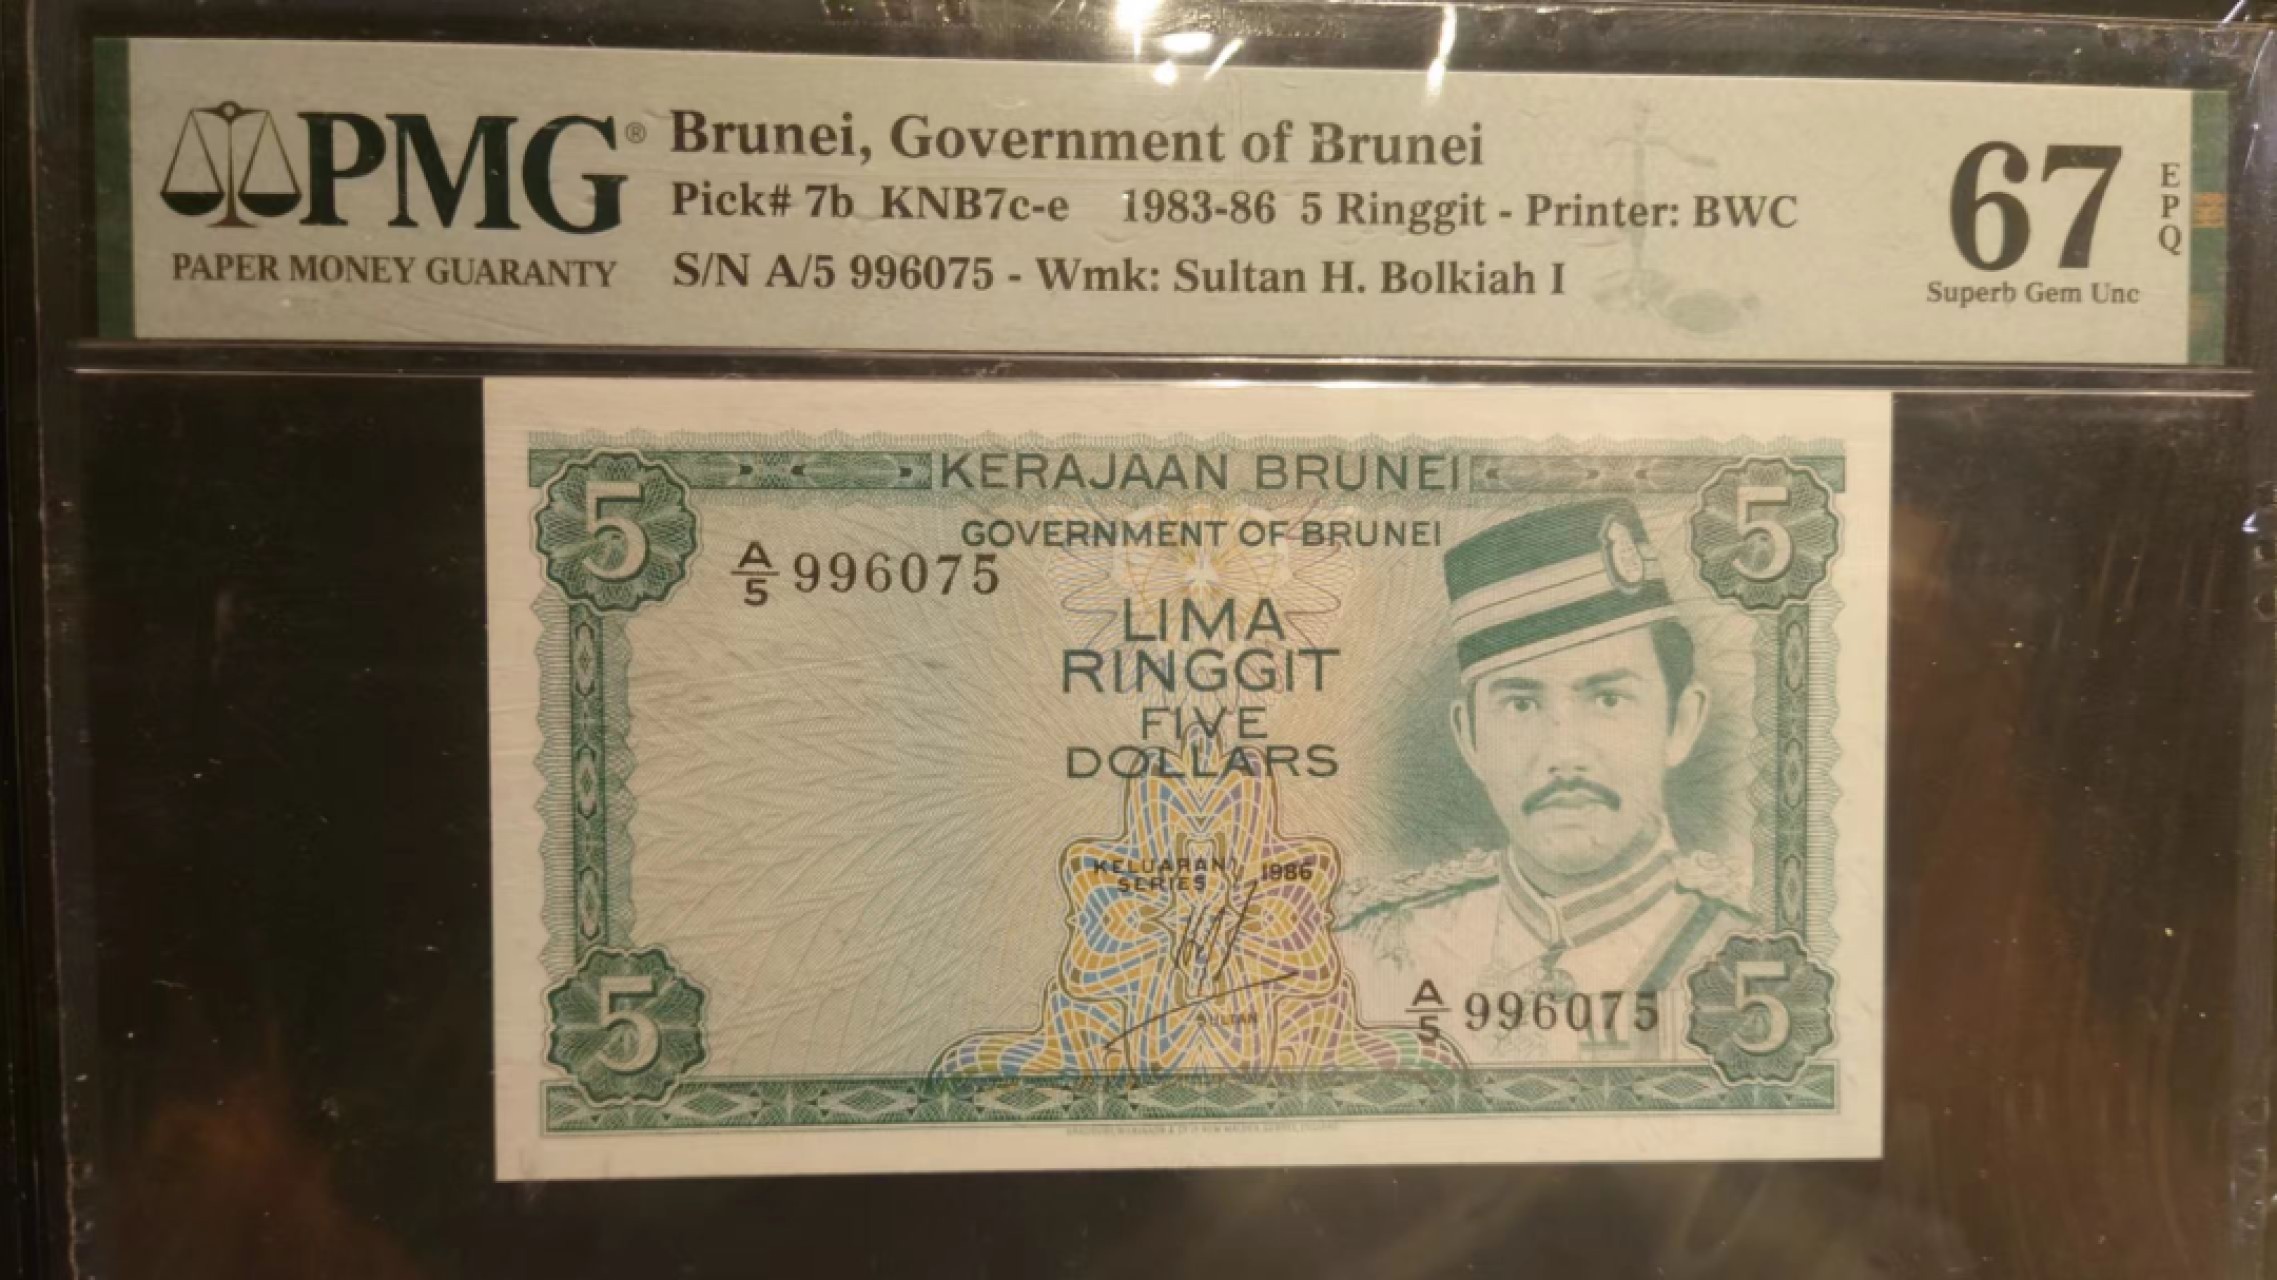 PMG®
PAPER MONEY GUARANTY
Brunei, Government of Brunei
Pick# 7b KNB7c-e 1983-86 5 Ringgit - Printer: BWC
S/N A/5 996075 - Wmk: Sultan H. Bolkiah I
67
EPQ
Superb Gem Unc
5
KERAJAAN BRUNEI
5
GOVERNMENT OF BRUNEI
A/5 996075
LIMA
RINGGIT
FIVE
DOLLARS
KELUARAN
SERIES 1986
SULTAN
A/5 996075
5
5